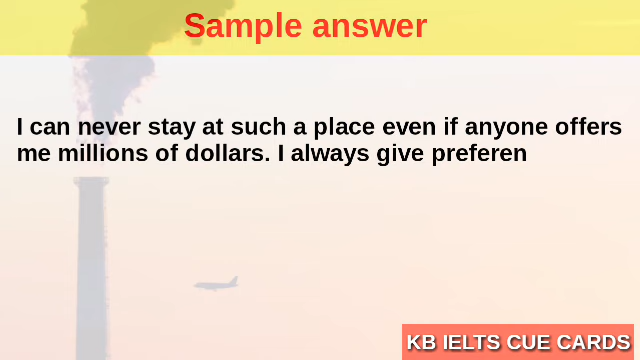 Sample answer
I can never stay at such a place even if anyone offers
me millions of dollars. I always give preferen
KB IELTS CUE CARDS